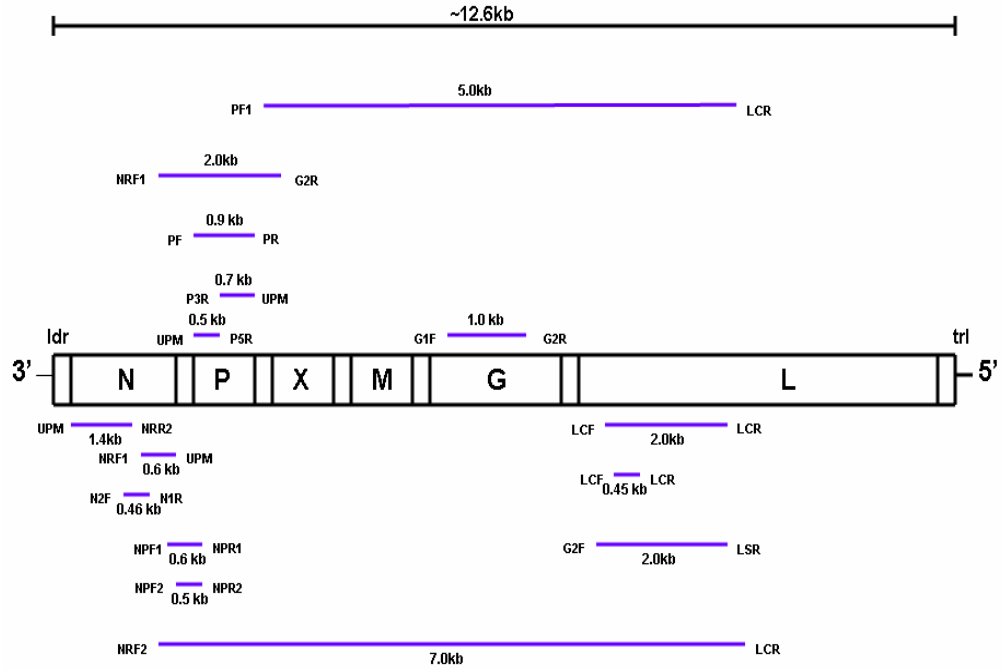 ~12.6kb
5.0kb
PF1 LCR
2.0kb
NRF1 G2R
0.9 kb
PF PR
0.7 kb
P3R UPM
0.5 kb 1.0 kb
UPM P5R G1F G2R
ldr trl
3’ N P X M G L 5’
UPM NRR2 LCF LCR
1.4kb 2.0kb
NRF1 UPM
0.6 kb
LCF LCR
0.45 kb
N2F N1R
0.46 kb
NPF1 NPR1 G2F LSR
0.6 kb 2.0kb
NPF2 NPR2
0.5 kb
NRF2 LCR
7.0kb